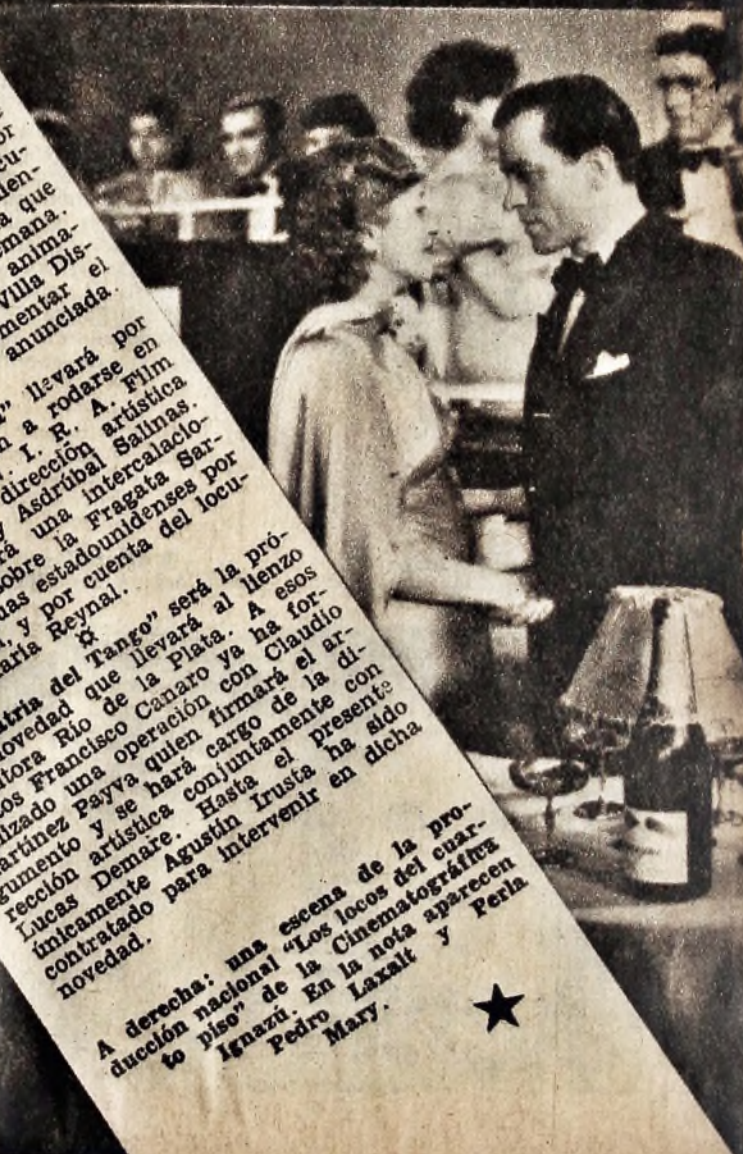 cu-
a que
emana.
anima-
Villa Dis-
mentar el
anunciada.
llevará por
a rodarse en
I. R. A. Film
dirección artística
y Asdrúbal Salinas.
una intercalacio-
sobre la Fragata Sar-
estadounidenses por
y por cuenta del locu-
Reynal.
del Tango" será la pró-
novedad que llevará al lienzo
Río de la Plata. A esos
Francisco Canaro ya ha for-
una operación con Claudio
Martínez Payva quien firmará el ar-
gumento y se hará cargo de la di-
rección artística conjuntamente con
Lucas Demare. Hasta el presente
únicamente Agustín Irusta ha sido
contratado para intervenir en dicha
novedad.
A derecha: una escena de la pro-
ducción nacional "Los locos del cuar-
to piso" de la Cinematográfica
Ignazú. En la nota aparecen
Pedro Laxalt y Perla
Mary.